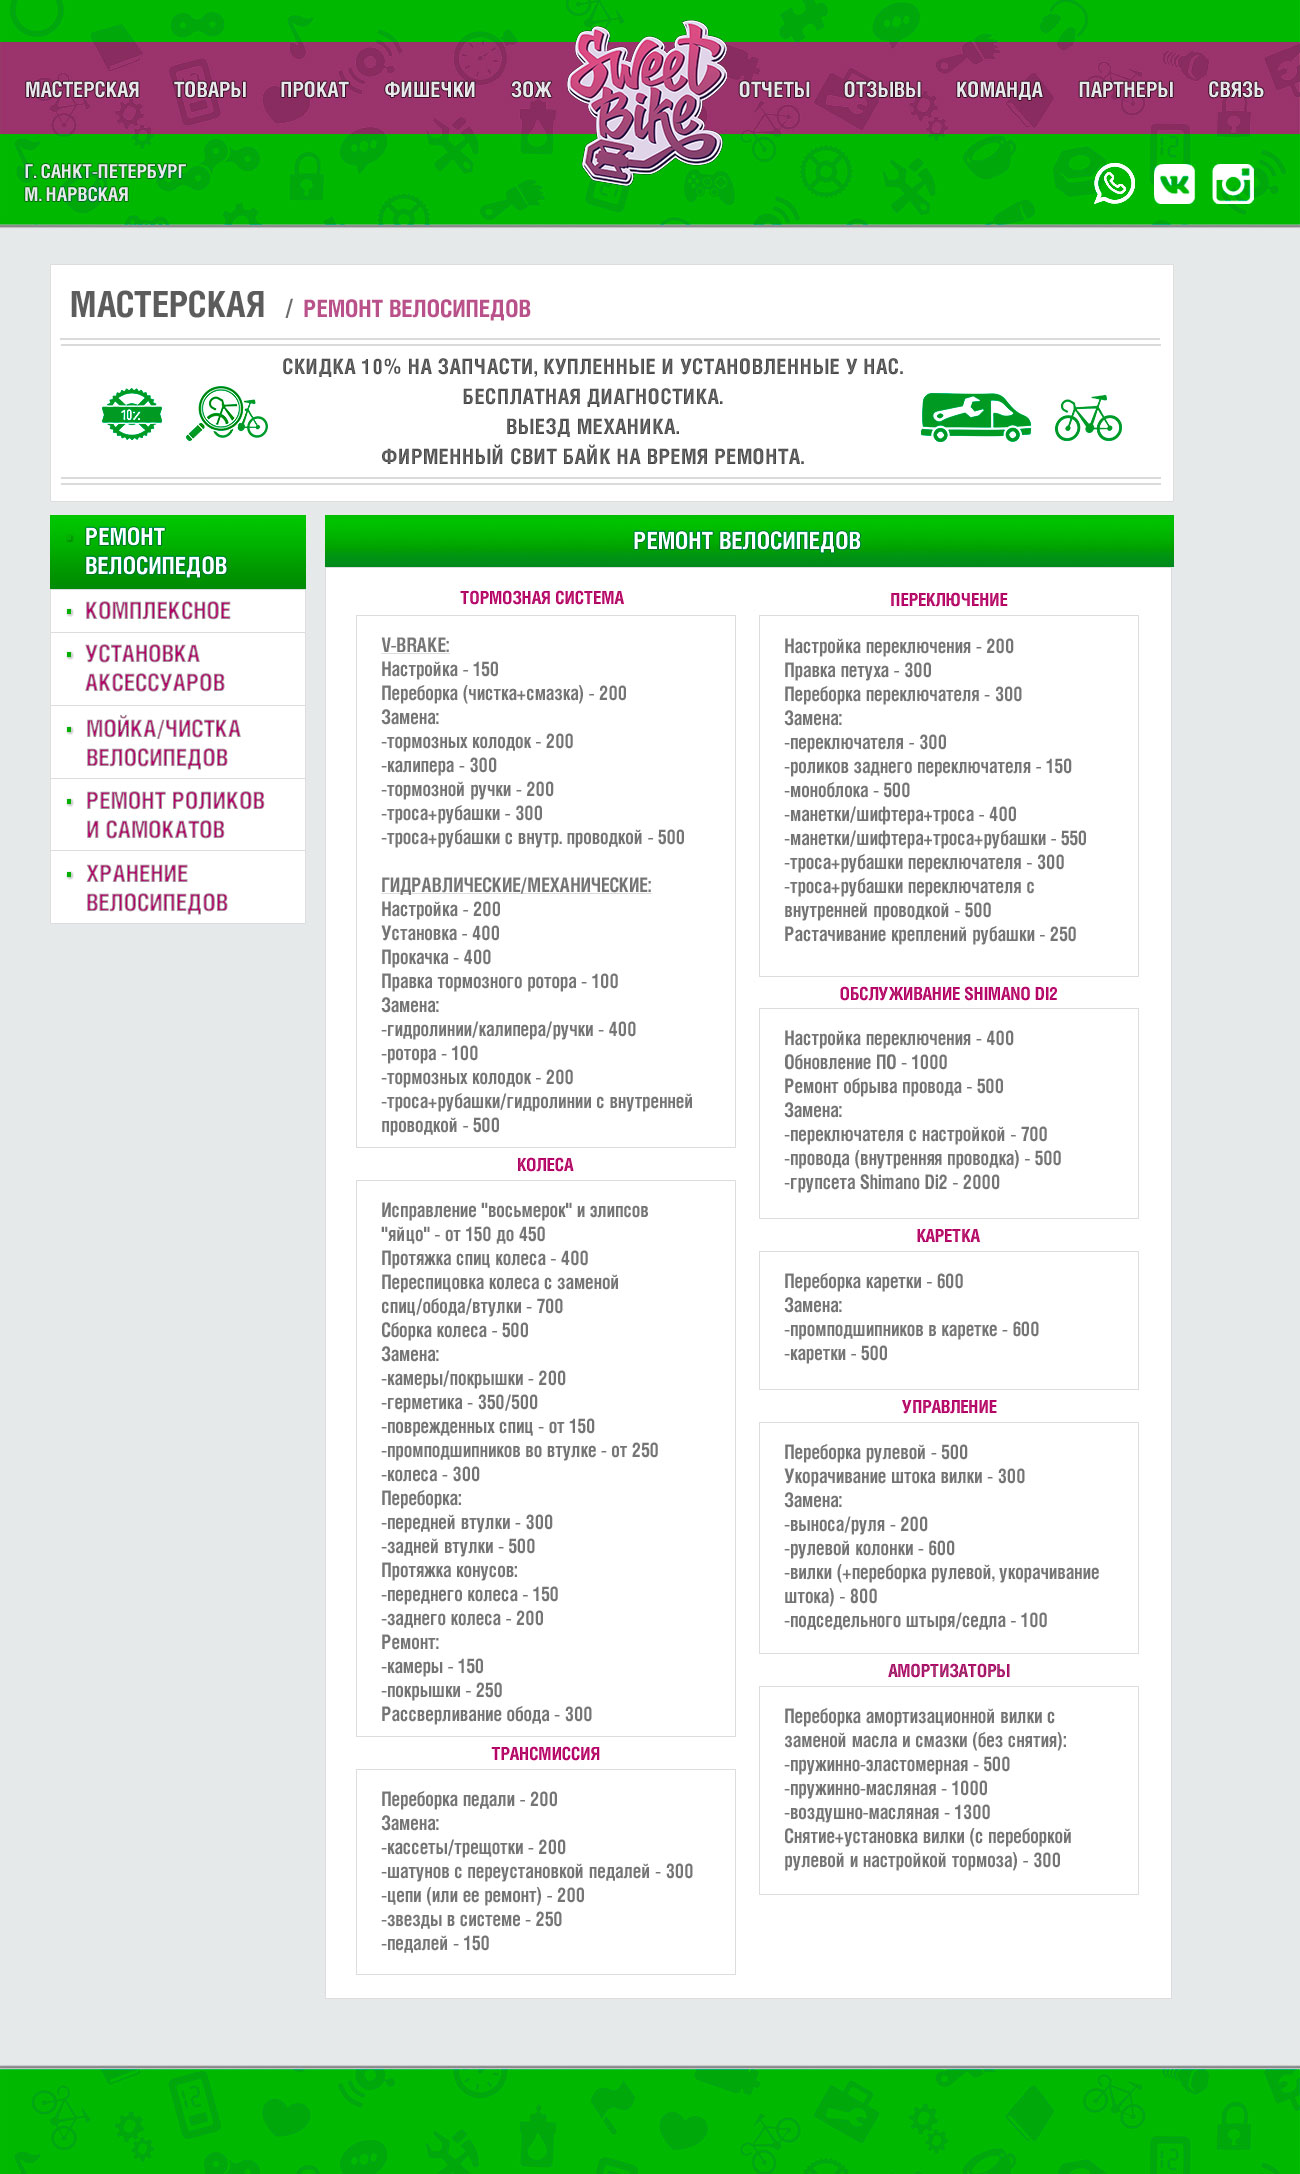 МАСТЕРСКАЯ ТОВАРЫ ПРОКАТ ФИШЕЧКИ ЗОЖ
Sweet
Bike
ОТЧЕТЫ ОТЗЫВЫ КОМАНДА ПАРТНЕРЫ СВЯЗЬ
Г. САНКТ-ПЕТЕРБУРГ
М. НАРВСКАЯ
МАСТЕРСКАЯ / РЕМОНТ ВЕЛОСИПЕДОВ
СКИДКА 10% НА ЗАПЧАСТИ, КУПЛЕННЫЕ И УСТАНОВЛЕННЫЕ У НАС.
БЕСПЛАТНАЯ ДИАГНОСТИКА.
ВЫЕЗД МЕХАНИКА.
ФИРМЕННЫЙ СВИТ БАЙК НА ВРЕМЯ РЕМОНТА.
10%
РЕМОНТ
ВЕЛОСИПЕДОВ
КОМПЛЕКСНОЕ
УСТАНОВКА
АКСЕССУАРОВ
МОЙКА/ЧИСТКА
ВЕЛОСИПЕДОВ
РЕМОНТ РОЛИКОВ
И САМОКАТОВ
ХРАНЕНИЕ
ВЕЛОСИПЕДОВ
РЕМОНТ ВЕЛОСИПЕДОВ
ТОРМОЗНАЯ СИСТЕМА
V-BRAKE:
Настройка - 150
Переборка (чистка+смазка) - 200
Замена:
-тормозных колодок - 200
-калипера - 300
-тормозной ручки - 200
-троса+рубашки - 300
-троса+рубашки с внутр. проводкой - 500
ГИДРАВЛИЧЕСКИЕ/МЕХАНИЧЕСКИЕ:
Настройка - 200
Установка - 400
Прокачка - 400
Правка тормозного ротора - 100
Замена:
-гидролинии/калипера/ручки - 400
-ротора - 100
-тормозных колодок - 200
-троса+рубашки/гидролинии с внутренней
проводкой - 500
КОЛЕСА
Исправление "восьмерок" и элипсов
"яйцо" - от 150 до 450
Протяжка спиц колеса - 400
Переспицовка колеса с заменой
спиц/обода/втулки - 700
Сборка колеса - 500
Замена:
-камеры/покрышки - 200
-герметика - 350/500
-поврежденных спиц - от 150
-промподшипников во втулке - от 250
-колеса - 300
Переборка:
-передней втулки - 300
-задней втулки - 500
Протяжка конусов:
-переднего колеса - 150
-заднего колеса - 200
Ремонт:
-камеры - 150
-покрышки - 250
Рассверливание обода - 300
ТРАНСМИССИЯ
Переборка педали - 200
Замена:
-кассеты/трещотки - 200
-шатунов с переустановкой педалей - 300
-цепи (или ее ремонт) - 200
-звезды в системе - 250
-педалей - 150
ПЕРЕКЛЮЧЕНИЕ
Настройка переключения - 200
Правка петуха - 300
Переборка переключателя - 300
Замена:
-переключателя - 300
-роликов заднего переключателя - 150
-моноблока - 500
-манетки/шифтера+троса - 400
-манетки/шифтера+троса+рубашки - 550
-троса+рубашки переключателя - 300
-троса+рубашки переключателя с
внутренней проводкой - 500
Растачивание креплений рубашки - 250
ОБСЛУЖИВАНИЕ SHIMANO DI2
Настройка переключения - 400
Обновление ПО - 1000
Ремонт обрыва провода - 500
Замена:
-переключателя с настройкой - 700
-провода (внутренняя проводка) - 500
-групсета Shimano Di2 - 2000
КАРЕТКА
Переборка каретки - 600
Замена:
-промподшипников в каретке - 600
-каретки - 500
УПРАВЛЕНИЕ
Переборка рулевой - 500
Укорачивание штока вилки - 300
Замена:
-выноса/руля - 200
-рулевой колонки - 600
-вилки (+переборка рулевой, укорачивание
штока) - 800
-подседельного штыря/седла - 100
АМОРТИЗАТОРЫ
Переборка амортизационной вилки с
заменой масла и смазки (без снятия):
-пружинно-эластомерная - 500
-пружинно-масляная - 1000
-воздушно-масляная - 1300
Снятие+установка вилки (с переборкой
рулевой и настройкой тормоза) - 300